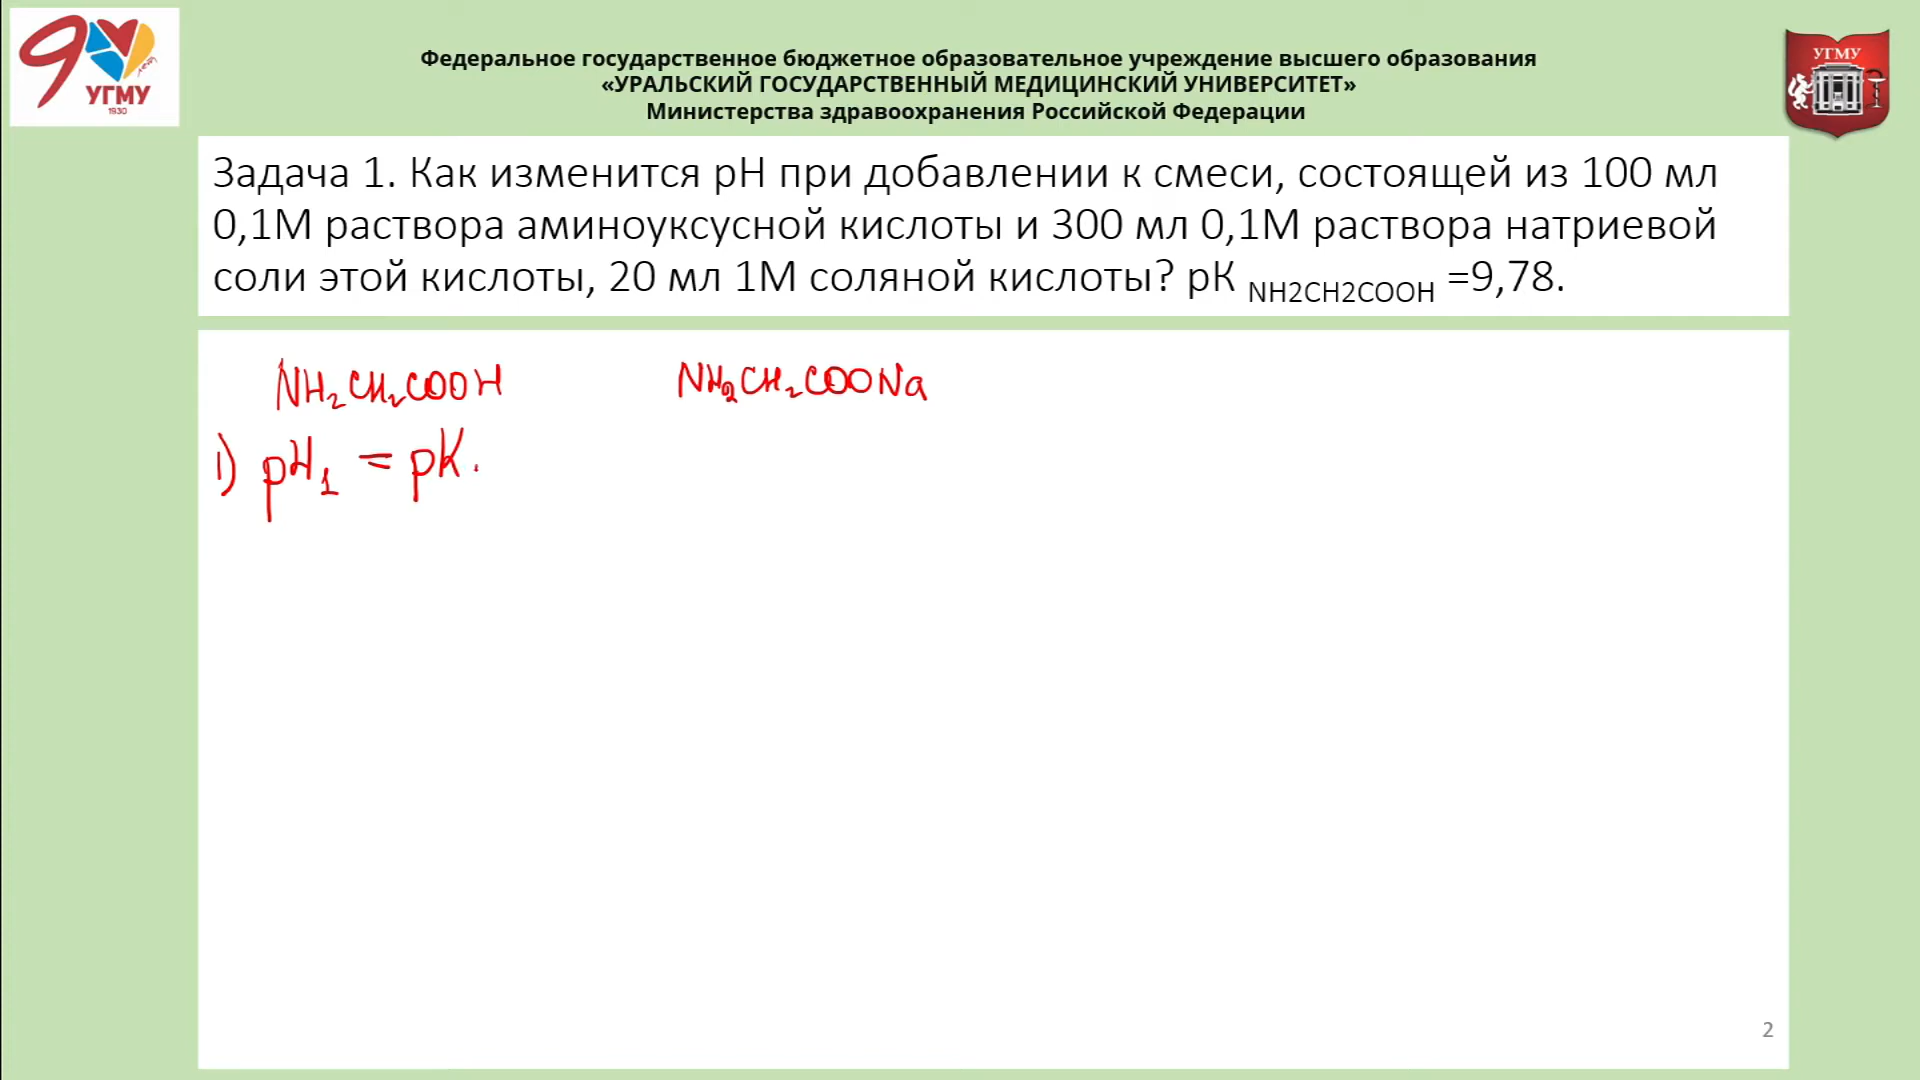 УГМУ
1930
Федеральное государственное бюджетное образовательное учреждение высшего образования
«УРАЛЬСКИЙ ГОСУДАРСТВЕННЫЙ МЕДИЦИНСКИЙ УНИВЕРСИТЕТ»
Министерства здравоохранения Российской Федерации
УГМУ
Задача 1. Как изменится рН при добавлении к смеси, состоящей из 100 мл
0,1М раствора аминоуксусной кислоты и 300 мл 0,1М раствора натриевой
соли этой кислоты, 20 мл 1М соляной кислоты? рК NH2CH2COOH =9,78.
NH₂CH₂COOH NH₂CH₂COONa
1) pH₁ = pK.
2